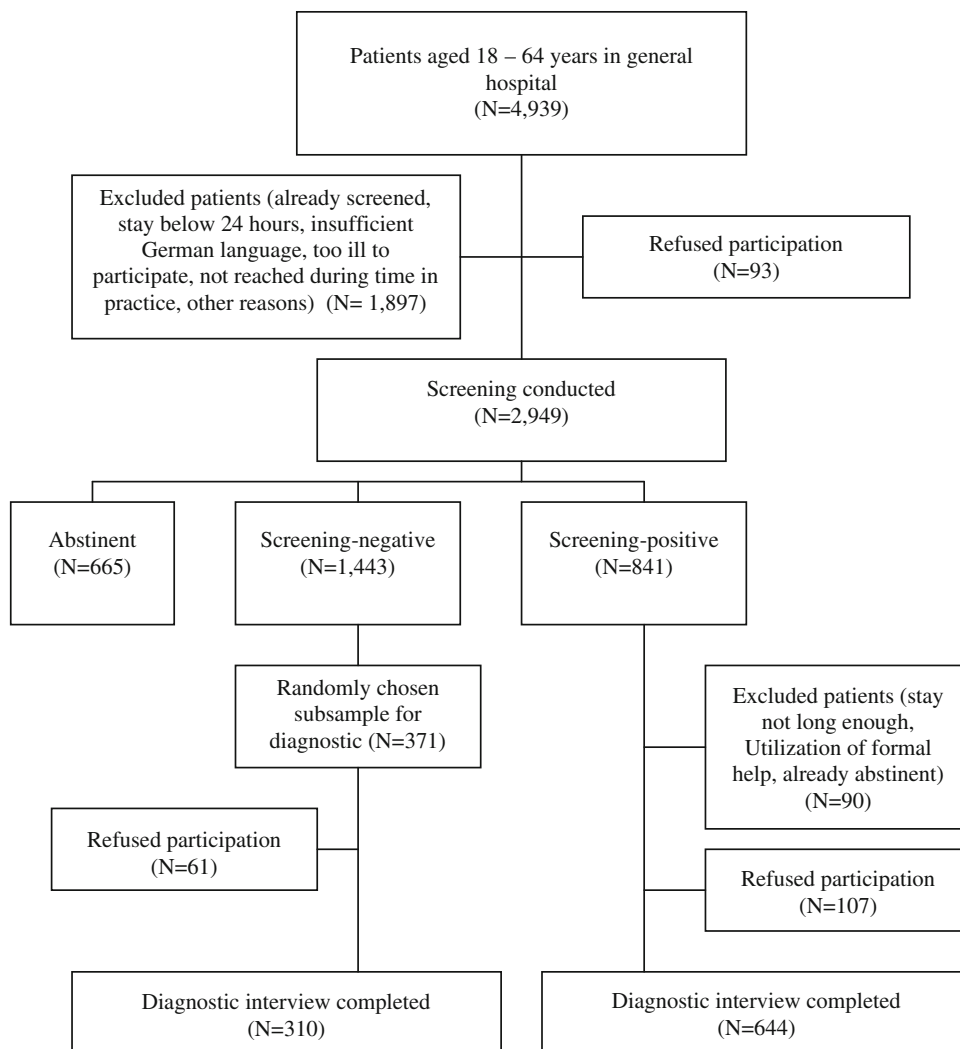 Patients aged 18 – 64 years in general
hospital
(N=4,939)
Excluded patients (already screened,
stay below 24 hours, insufficient
German language, too ill to
participate, not reached during time in
practice, other reasons)  (N= 1,897)
Refused participation
(N=93)
Screening conducted
(N=2,949)
Abstinent
(N=665)
Screening-negative
(N=1,443)
Screening-positive
(N=841)
Randomly chosen
subsample for
diagnostic (N=371)
Excluded patients (stay
not long enough,
Utilization of formal
help, already abstinent)
(N=90)
Refused participation
(N=61)
Refused participation
(N=107)
Diagnostic interview completed
(N=310)
Diagnostic interview completed
(N=644)